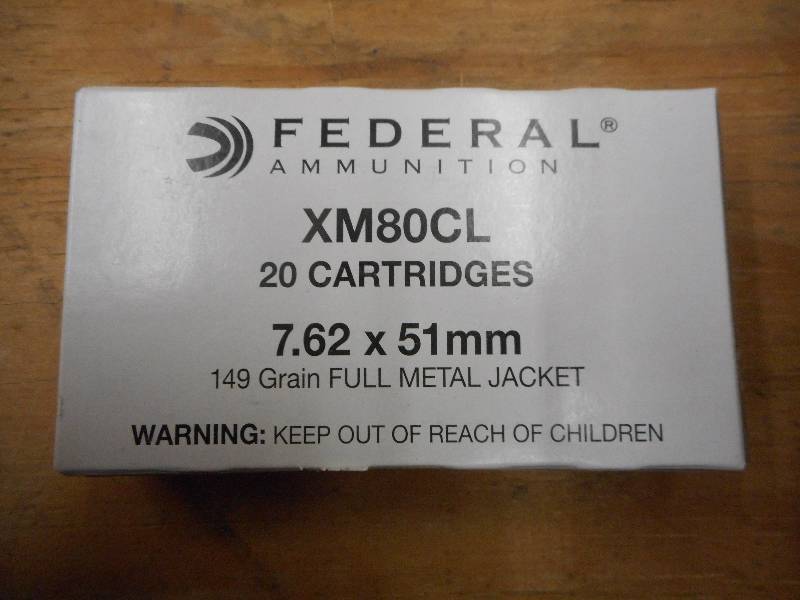 FEDERAL®
AMMUNITION
XM80CL
20 CARTRIDGES
7.62 x 51mm
149 Grain FULL METAL JACKET
WARNING: KEEP OUT OF REACH OF CHILDREN